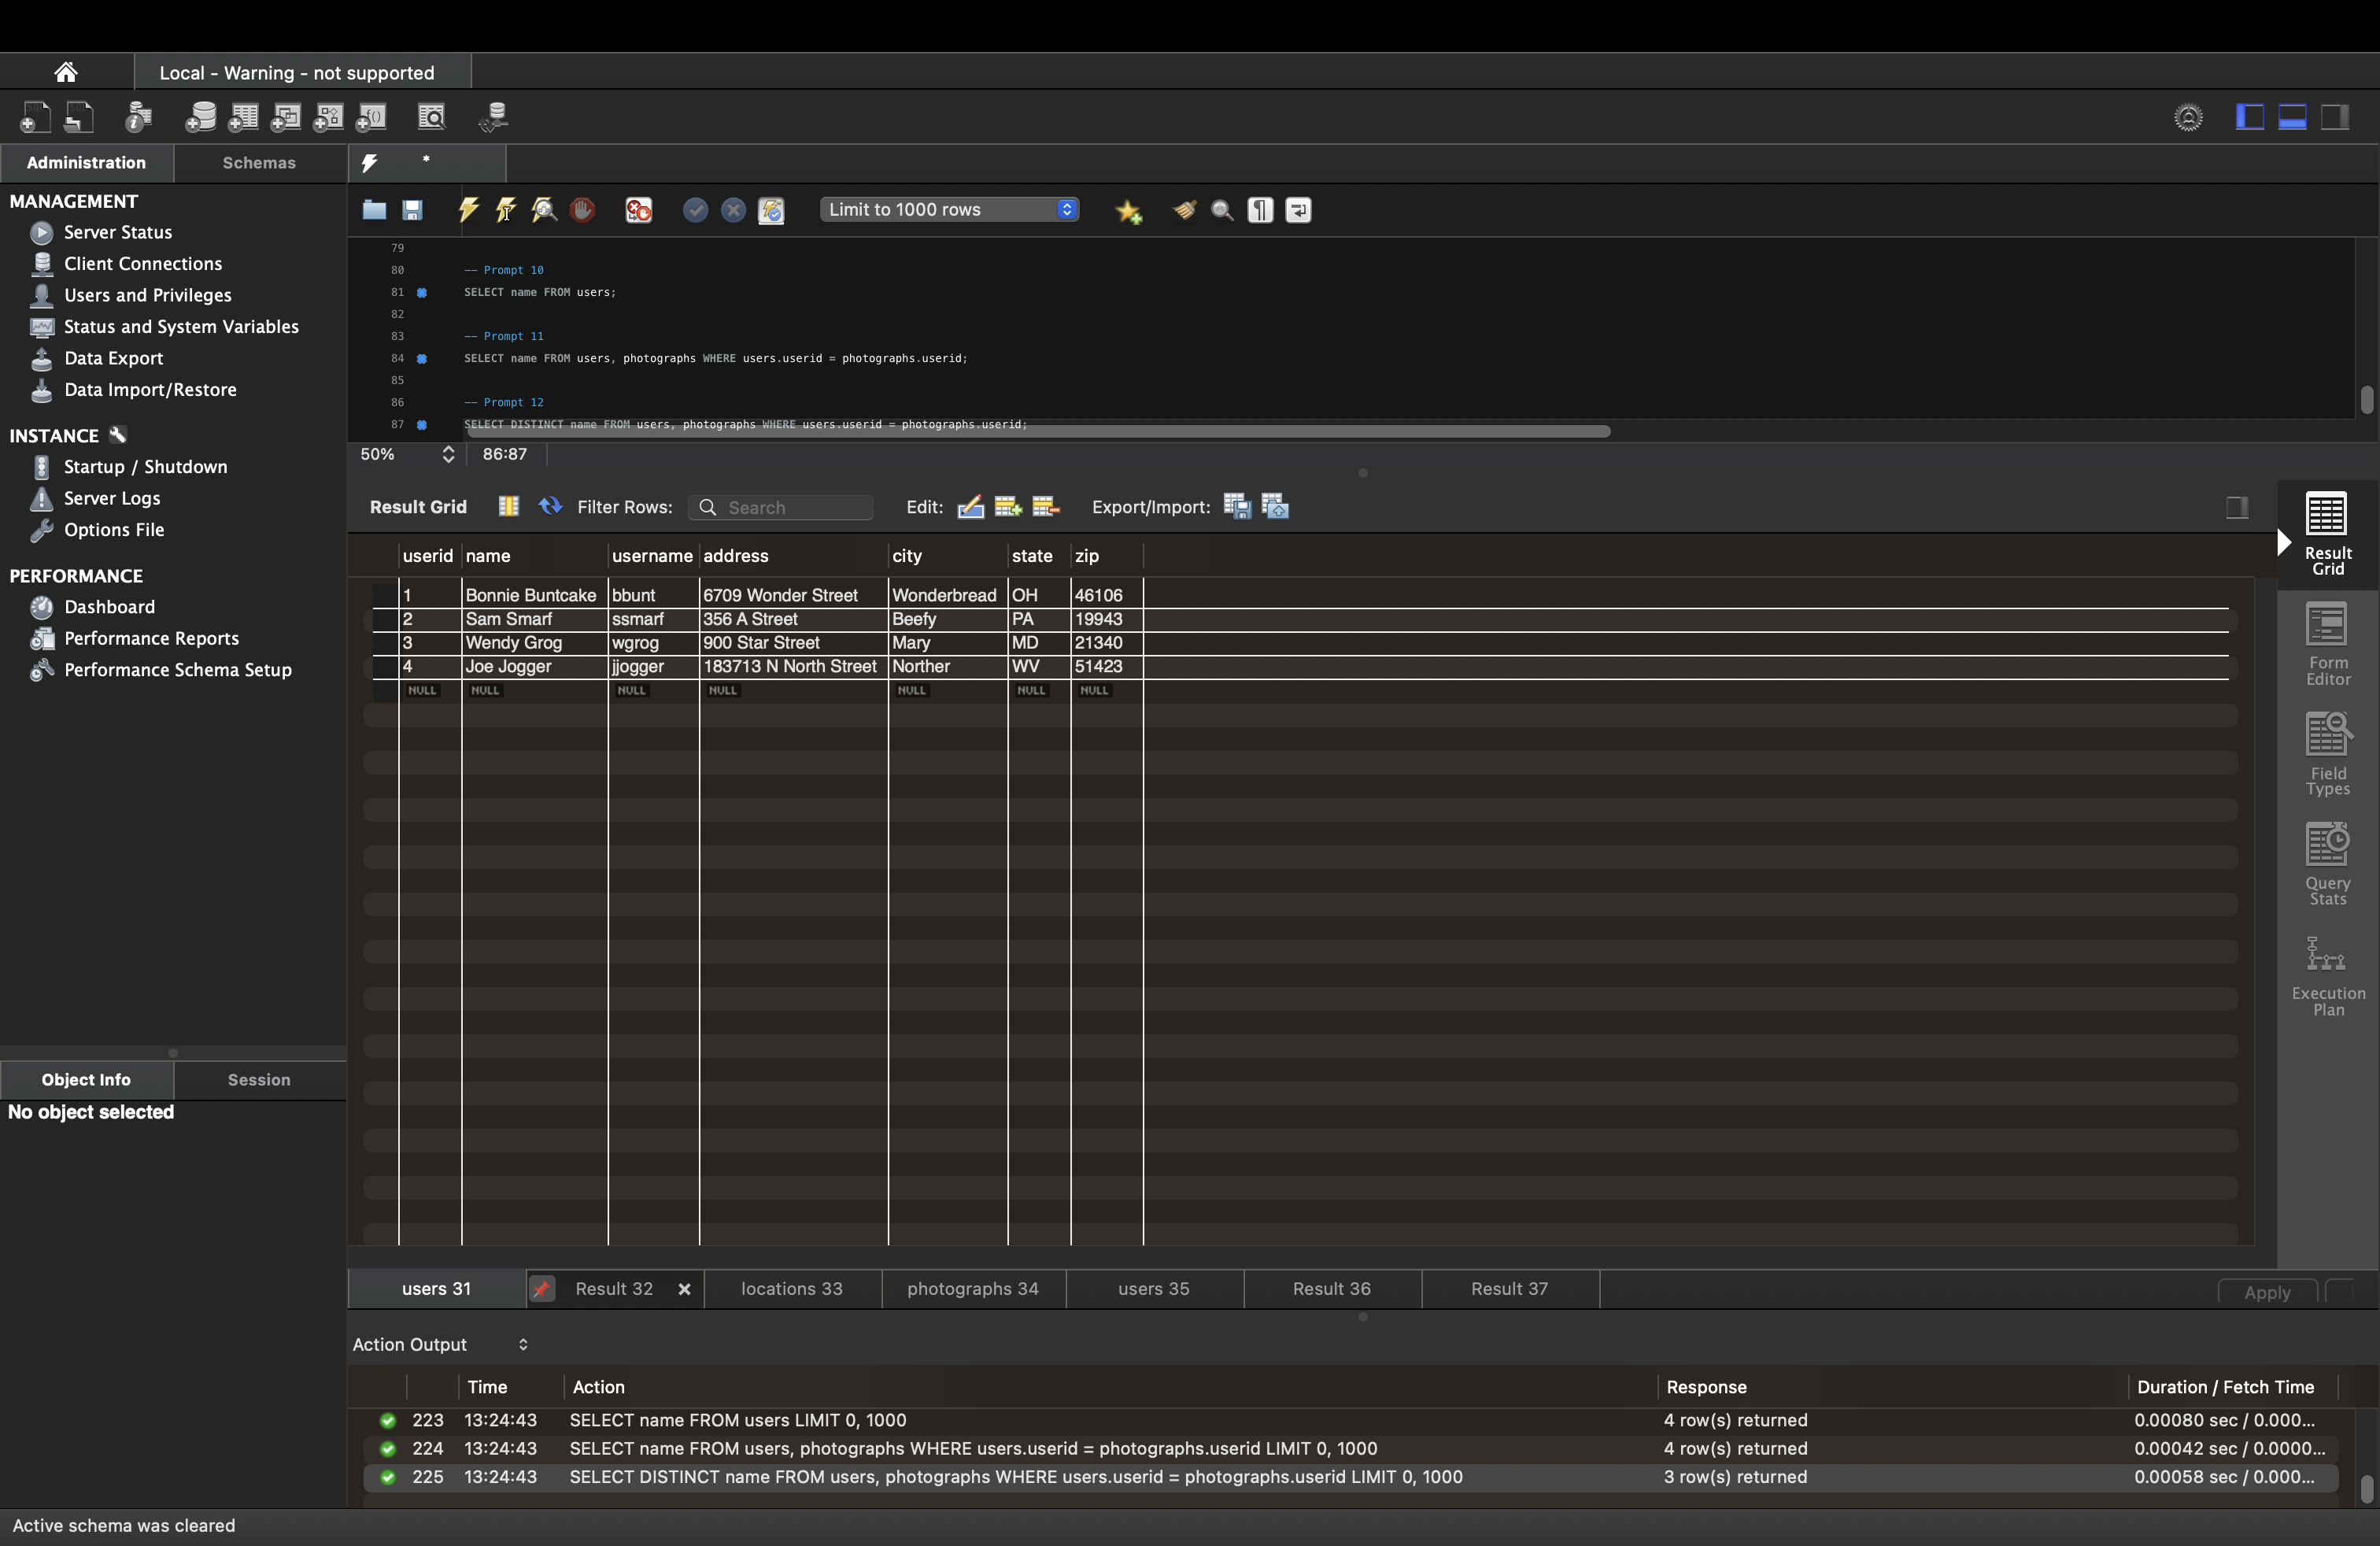 Local - Warning - not supported
Administration
Schemas
*
MANAGEMENT
Server Status
Client Connections
Users and Privileges
Status and System Variables
Data Export
Data Import/Restore
INSTANCE
Startup / Shutdown
Server Logs
Options File
PERFORMANCE
Dashboard
Performance Reports
Performance Schema Setup
Object Info
Session
No object selected
Limit to 1000 rows
79
80 -- Prompt 10
81 SELECT name FROM users;
82
83 -- Prompt 11
84 SELECT name FROM users, photographs WHERE users.userid = photographs.userid;
85
86 -- Prompt 12
87 SELECT DISTINCT name FROM users, photographs WHERE users.userid = photographs.userid;
50% 86:87
Result Grid Filter Rows: Search Edit: Export/Import:
userid name username address city state zip
1 Bonnie Buntcake bbunt 6709 Wonder Street Wonderbread OH 46106
2 Sam Smarf ssmarf 356 A Street Beefy PA 19943
3 Wendy Grog wgrog 900 Star Street Mary MD 21340
4 Joe Jogger jjogger 183713 N North Street Norther WV 51423
NULL NULL NULL NULL NULL NULL NULL
Result
Grid
Form
Editor
Field
Types
Query
Stats
Execution
Plan
users 31 Result 32 locations 33 photographs 34 users 35 Result 36 Result 37 Apply
Action Output
Time Action Response Duration / Fetch Time
223 13:24:43 SELECT name FROM users LIMIT 0, 1000 4 row(s) returned 0.00080 sec / 0.000...
224 13:24:43 SELECT name FROM users, photographs WHERE users.userid = photographs.userid LIMIT 0, 1000 4 row(s) returned 0.00042 sec / 0.0000...
225 13:24:43 SELECT DISTINCT name FROM users, photographs WHERE users.userid = photographs.userid LIMIT 0, 1000 3 row(s) returned 0.00058 sec / 0.000...
Active schema was cleared